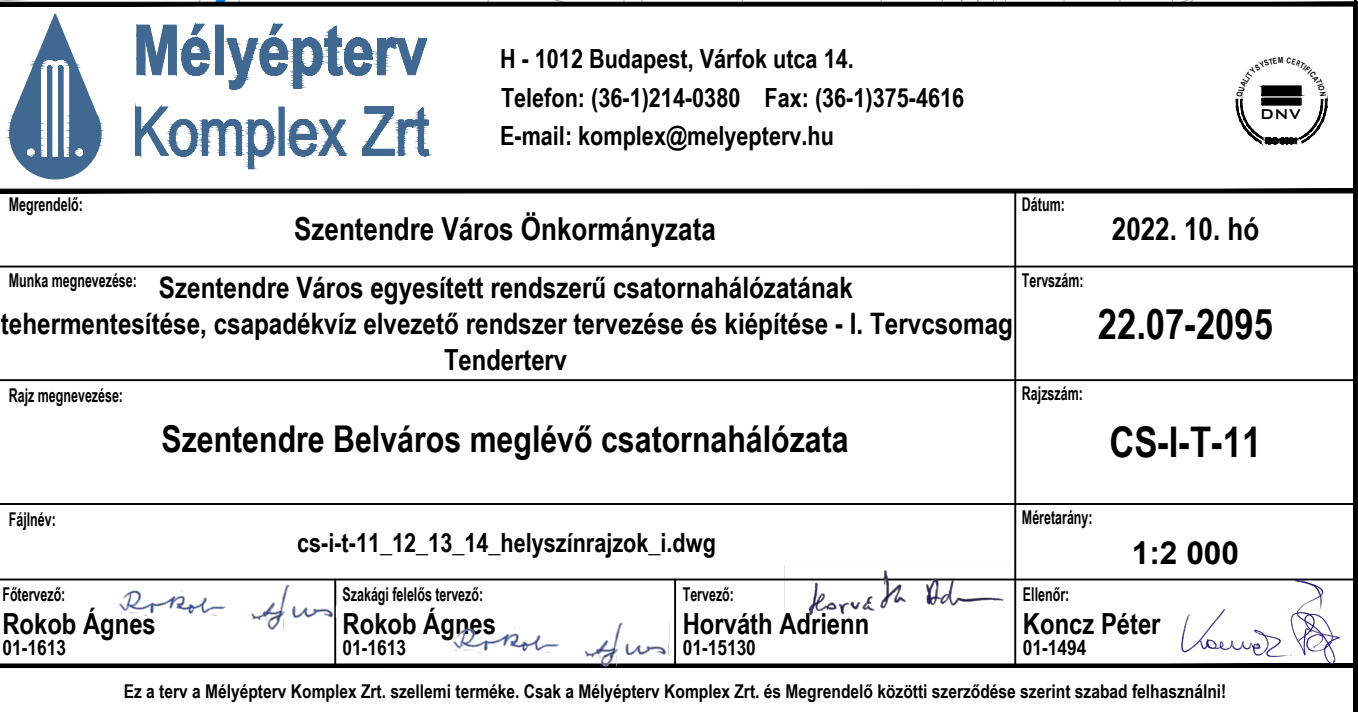 Mélyépterv
Komplex Zrt
H - 1012 Budapest, Várfok utca 14.
Telefon: (36-1)214-0380 Fax: (36-1)375-4616
E-mail: komplex@melyepterv.hu
QUALITY SYSTEM CERTIFICATION
DNV
Megrendelő:
Szentendre Város Önkormányzata
Dátum:
2022. 10. hó
Munka megnevezése:
Szentendre Város egyesített rendszerű csatornahálózatának
tehermentesítése, csapadékvíz elvezető rendszer tervezése és kiépítése - I. Tervcsomag
Tenderterv
Tervszám:
22.07-2095
Rajz megnevezése:
Szentendre Belváros meglévő csatornahálózata
Rajzszám:
CS-I-T-11
Fájlnév:
cs-i-t-11_12_13_14_helyszínrajzok_i.dwg
Méretarány:
1:2 000
Főtervező:
Rokob Ágnes
01-1613
Szakági felelős tervező:
Rokob Ágnes
01-1613
Tervező:
Horváth Adrienn
01-15130
Ellenőr:
Koncz Péter
01-1494
Ez a terv a Mélyépterv Komplex Zrt. szellemi terméke. Csak a Mélyépterv Komplex Zrt. és Megrendelő közötti szerződése szerint szabad felhasználni!